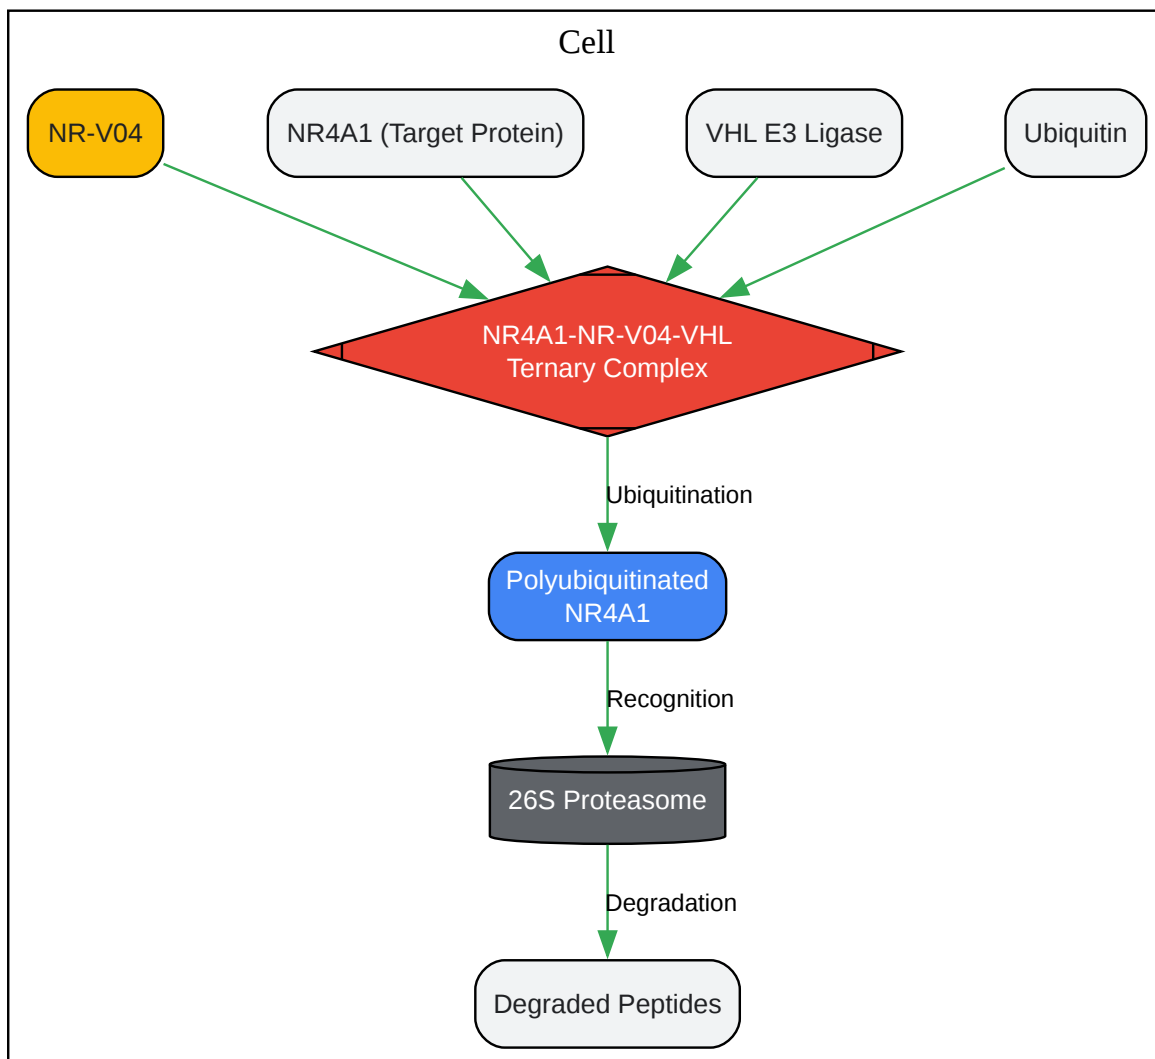 Cell
NR-V04
NR4A1 (Target Protein)
VHL E3 Ligase
Ubiquitin
NR4A1-NR-V04-VHL
Ternary Complex
Ubiquitination
Polyubiquitinated
NR4A1
Recognition
26S Proteasome
Degradation
Degraded Peptides